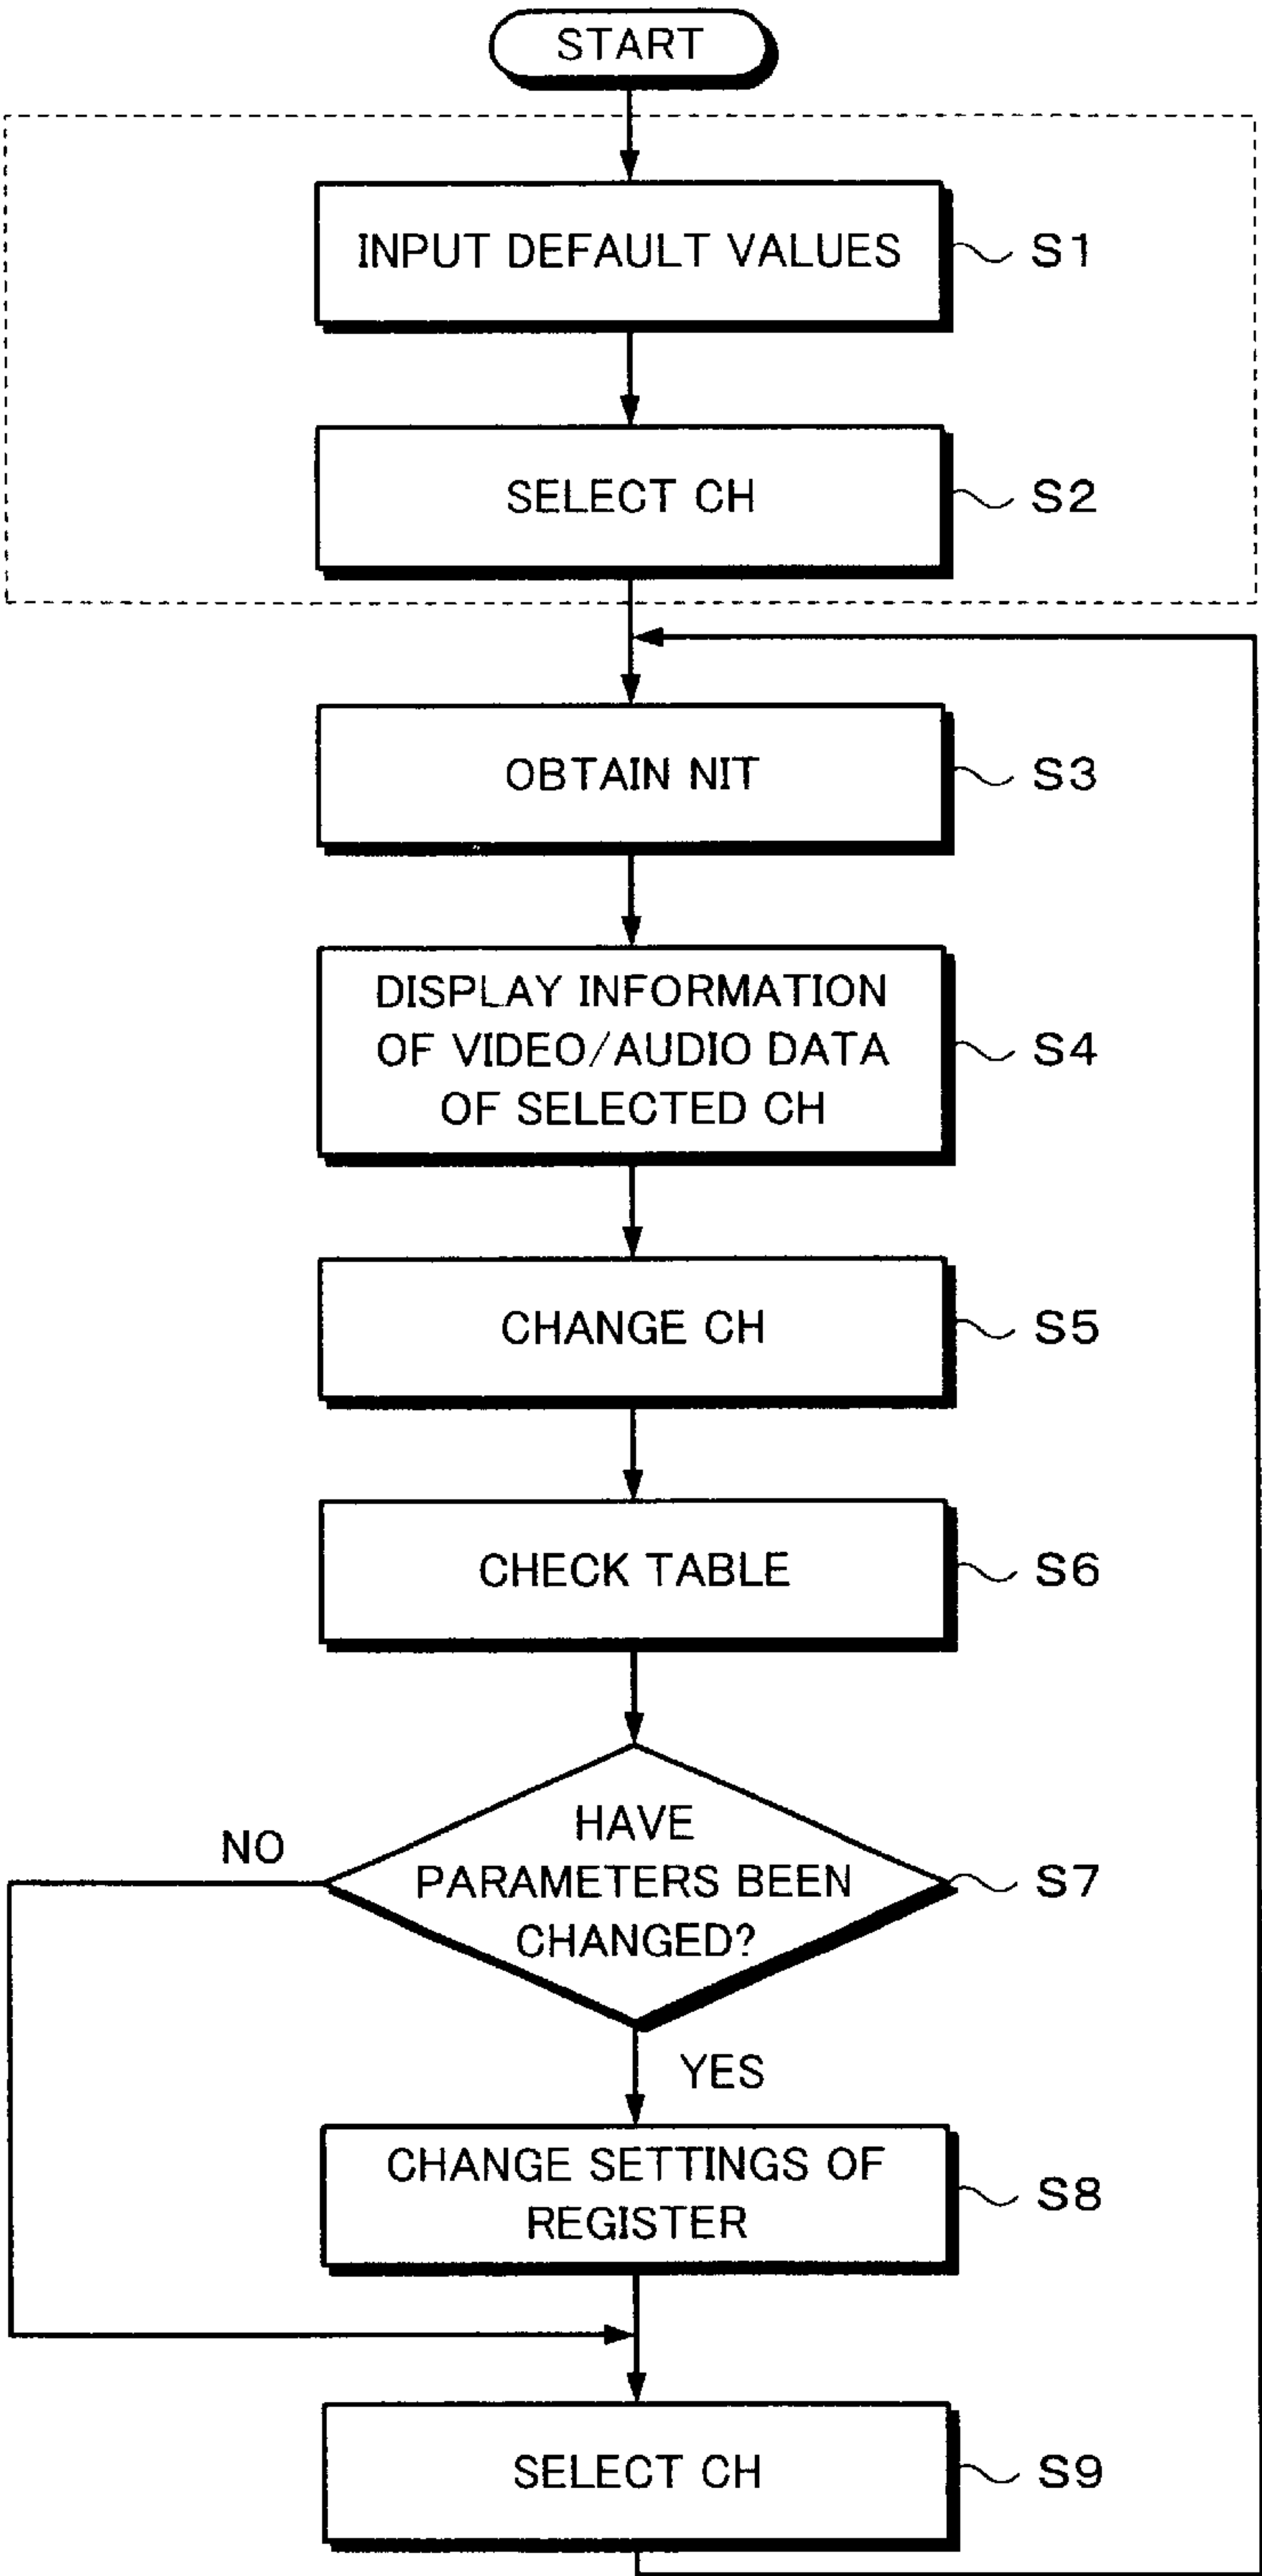 START
INPUT DEFAULT VALUES
S1
SELECT CH
S2
OBTAIN NIT
S3
DISPLAY INFORMATION
OF VIDEO/AUDIO DATA
OF SELECTED CH
S4
CHANGE CH
S5
CHECK TABLE
S6
HAVE
PARAMETERS BEEN
CHANGED?
S7
NO
YES
CHANGE SETTINGS OF
REGISTER
S8
SELECT CH
S9